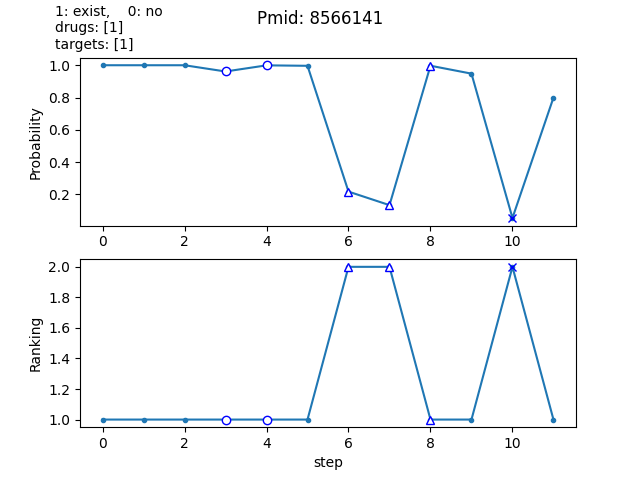 1: exist,    0: no
drugs: [1]
targets: [1]
Pmid: 8566141
1.0
0.8
0.6
0.4
0.2
Probability
0 2 4 6 8 10
2.0
1.8
1.6
1.4
1.2
1.0
Ranking
0 2 4 6 8 10
step